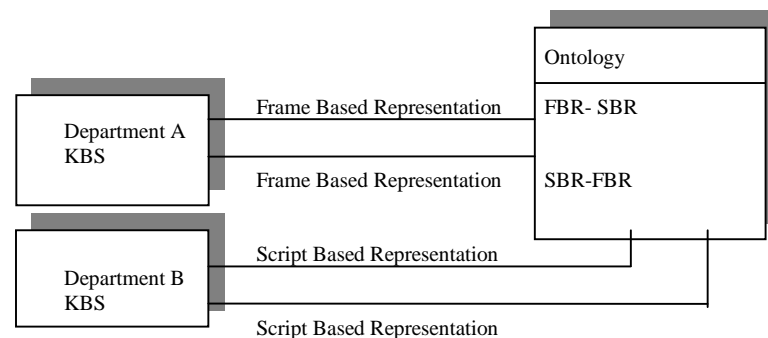 Ontology
Frame Based Representation
FBR- SBR
Department A
KBS
Frame Based Representation
SBR-FBR
Script Based Representation
Department B
KBS
Script Based Representation